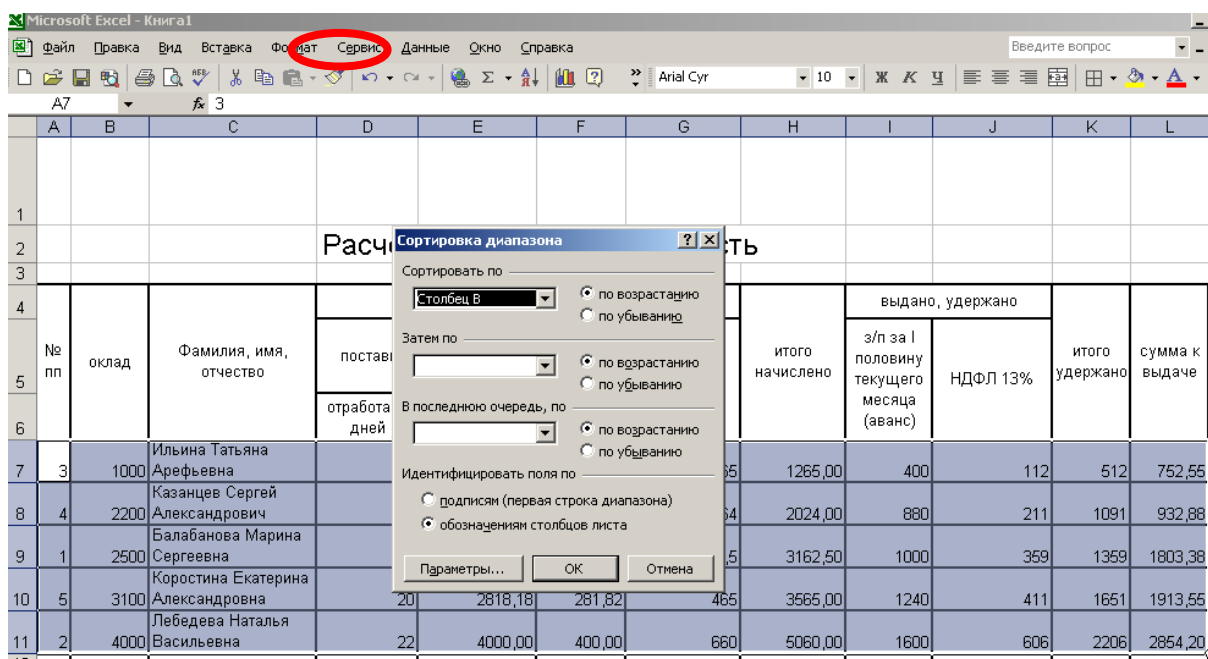 Microsoft Excel - Книга1
Файл Правка Вид Вставка Формат Сервис Данные Окно Справка Введите вопрос
Arial Cyr 10 Ж К Ч
A7 fx 3
A B C D E F G H I J K L
1
2 Расч ть
3
4 выдано, удержано
5 № пп оклад Фамилия, имя, отчество постав итого начислено з/п за I половину текущего месяца (аванс) НДФЛ 13% итого удержано сумма к выдаче
6 отработа дней
7 3 1000 Ильина Татьяна Арефьевна 65 1265,00 400 112 512 752,55
8 4 2200 Казанцев Сергей Александрович 64 2024,00 880 211 1091 932,88
9 1 2500 Балабанова Марина Сергеевна ,5 3162,50 1000 359 1359 1803,38
10 5 3100 Коростина Екатерина Александровна 20 2818,18 281,82 465 3565,00 1240 411 1651 1913,55
11 2 4000 Лебедева Наталья Васильевна 22 4000,00 400,00 660 5060,00 1600 606 2206 2854,20
Сортировка диапазона
Сортировать по
Столбец B
по возрастанию
по убыванию
Затем по
по возрастанию
по убыванию
В последнюю очередь, по
по возрастанию
по убыванию
Идентифицировать поля по
подписям (первая строка диапазона)
обозначениям столбцов листа
Параметры... ОК Отмена